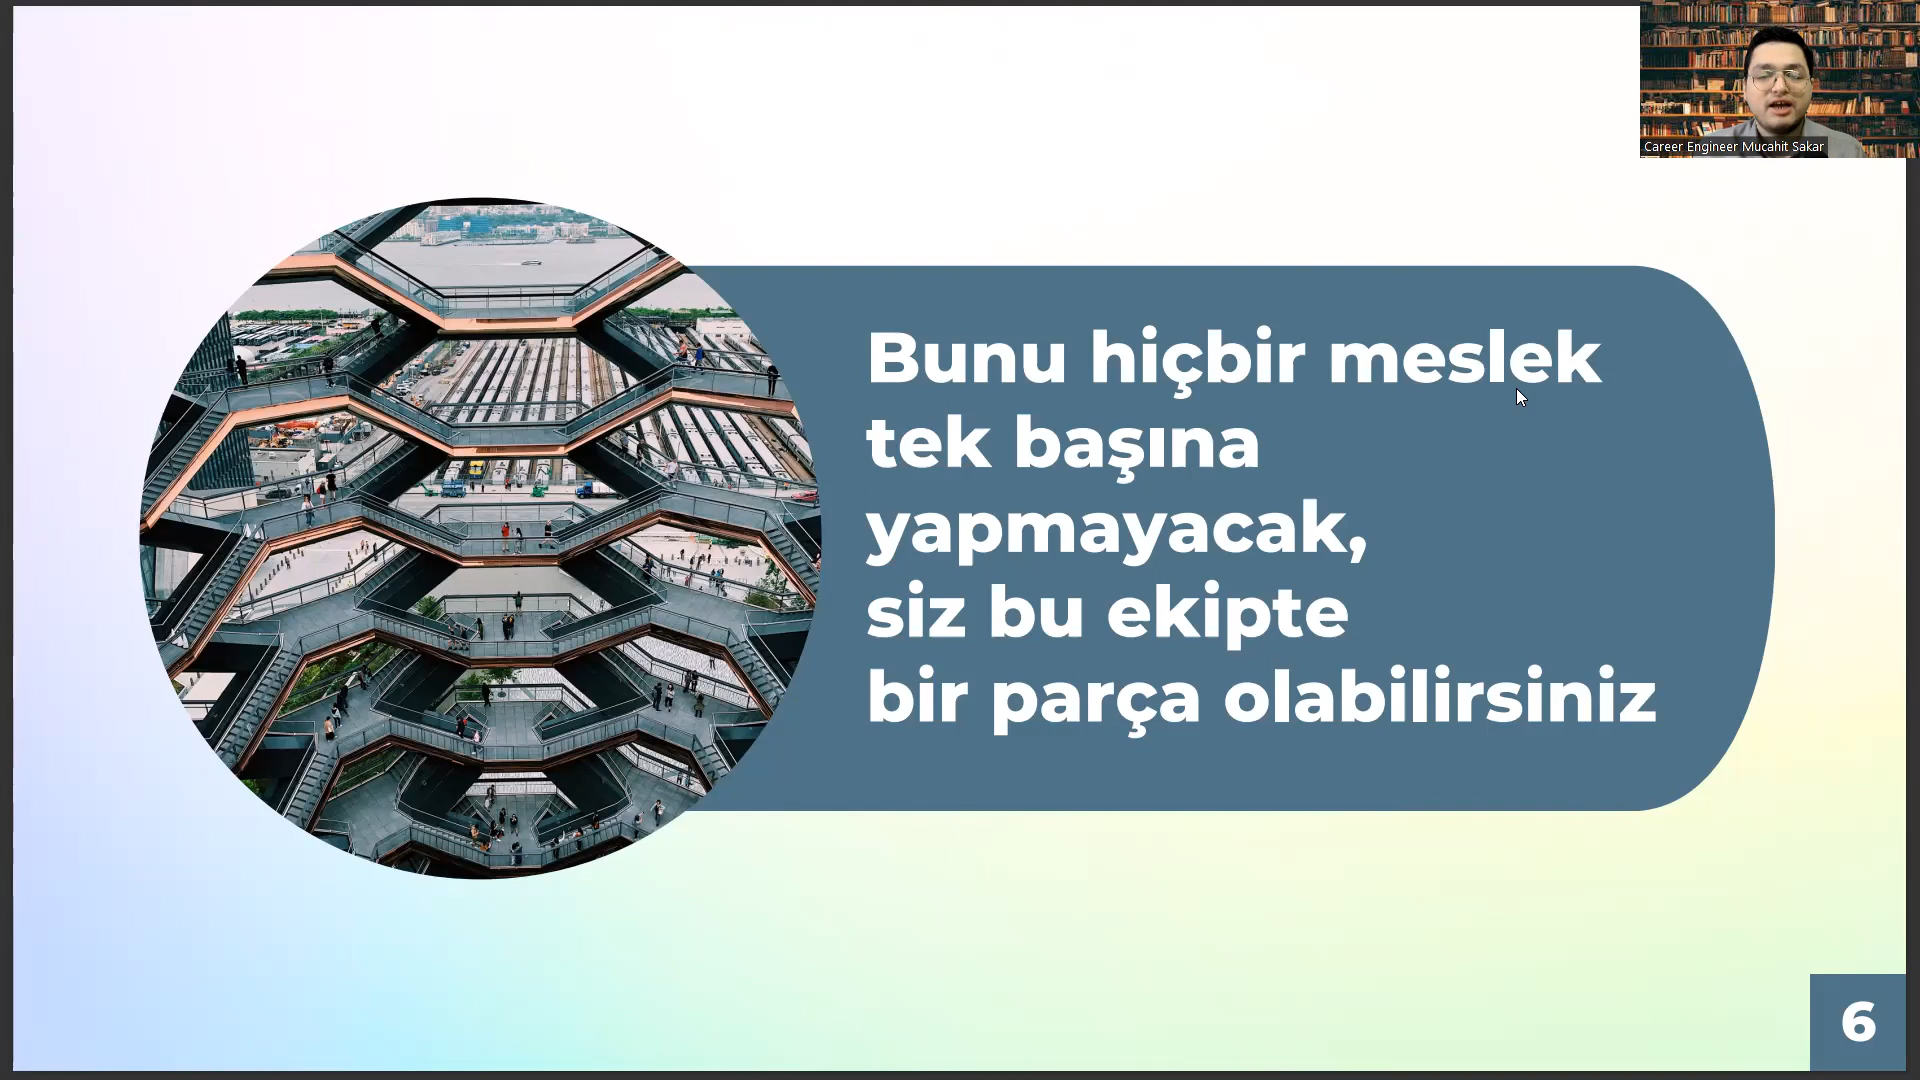 Career Engineer Mucahit Sakar
Bunu hiçbir meslek
tek başına
yapmayacak,
siz bu ekipte
bir parça olabilirsiniz
6